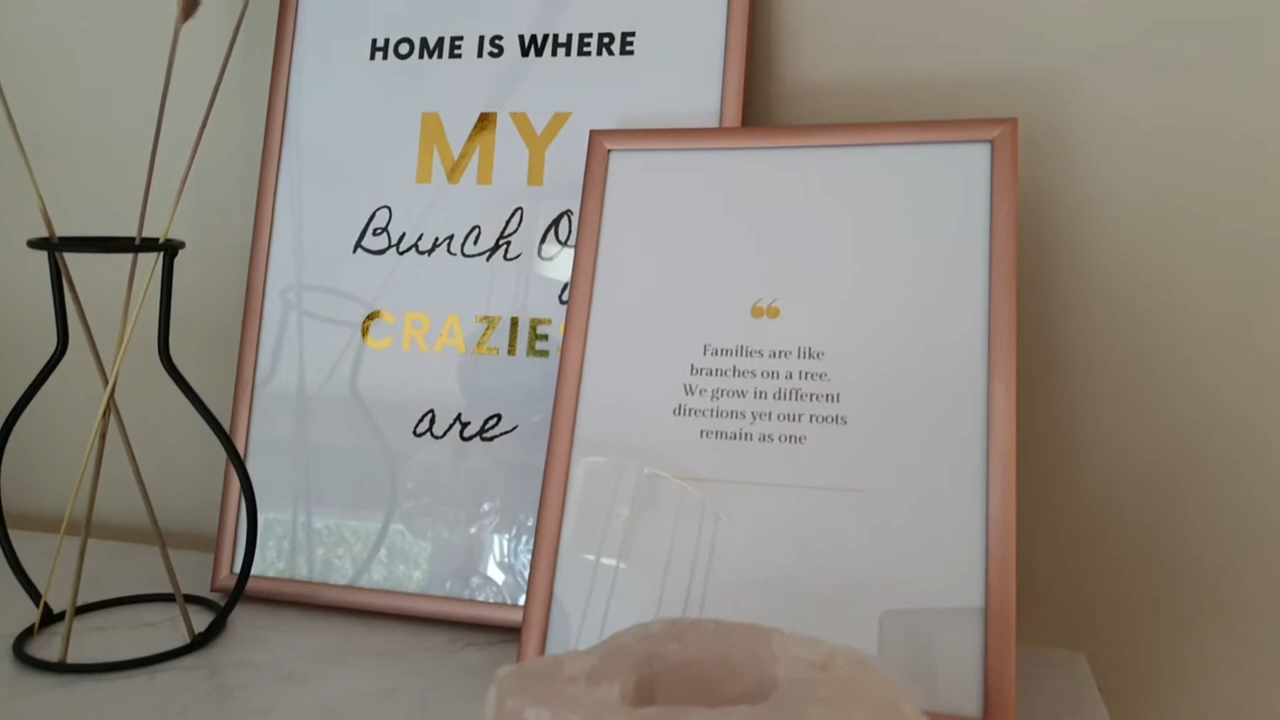 HOME IS WHERE
MY
Bunch
CRAZIES
are
“
Families are like
branches on a tree.
We grow in different
directions yet our roots
remain as one